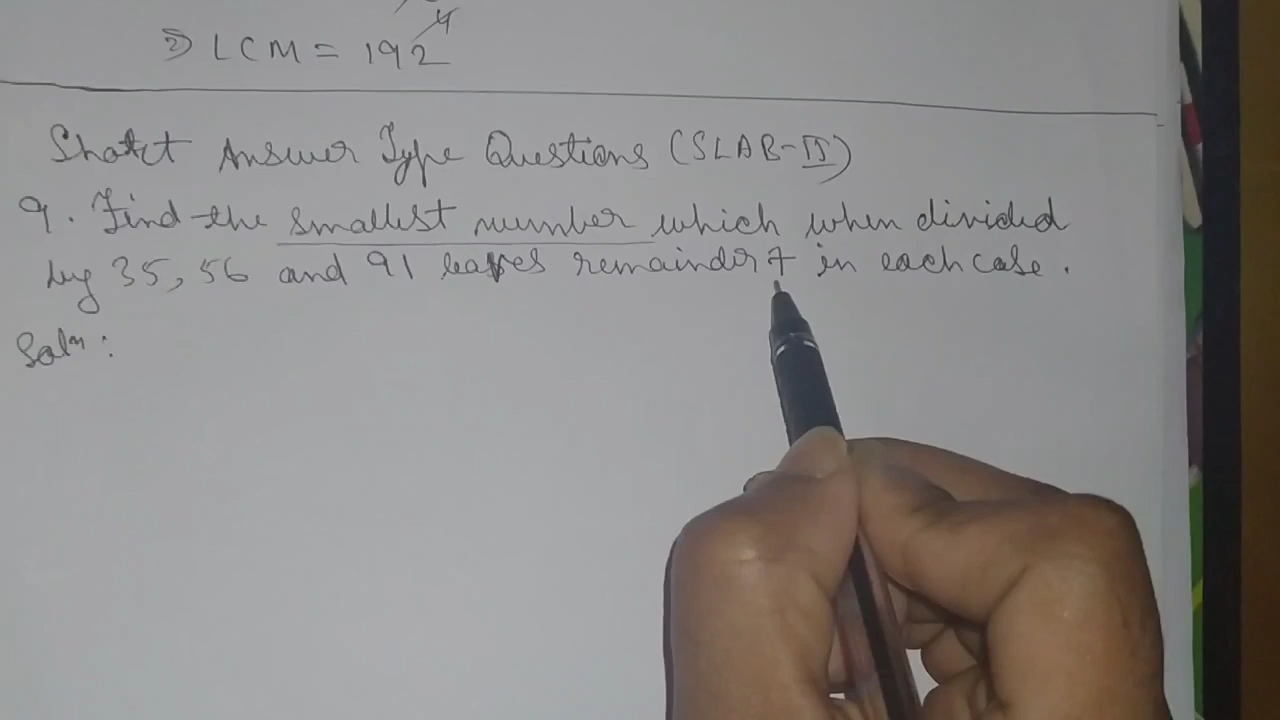 ⇒ LCM = 192
Short Answer Type Questions (SLAB-II)
9. Find the smallest number which when divided
by 35, 56 and 91 leaves remainder 7 in each case.
Solⁿ: